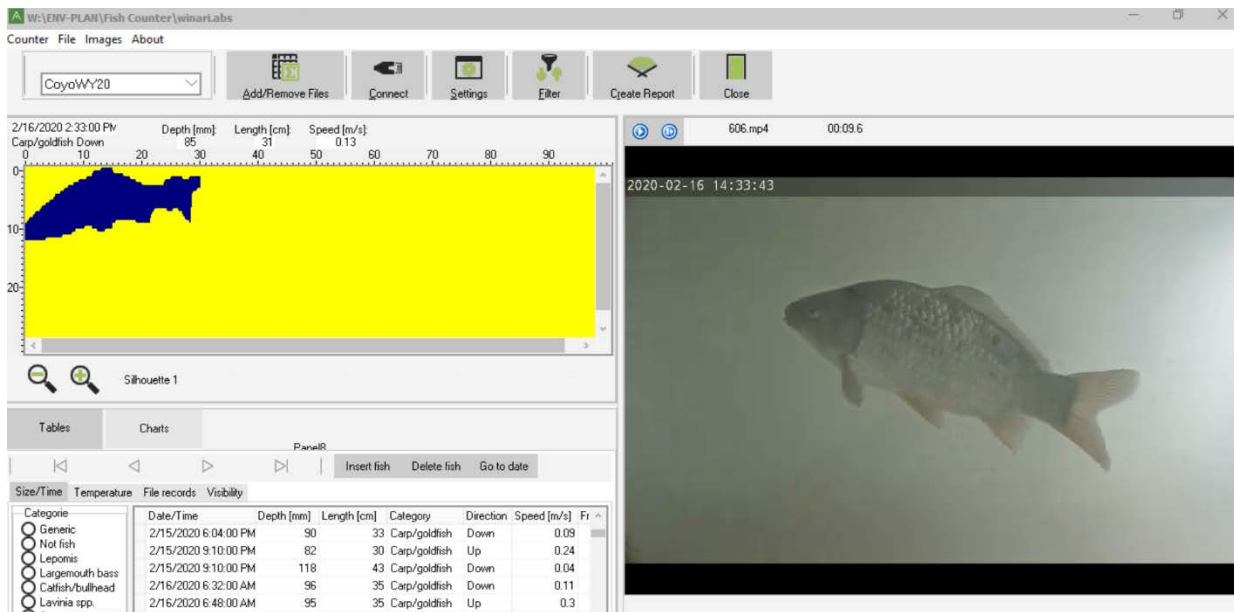 W:\ENV-PLAN\Fish Counter\winariLabs
Counter File Images About
CoyoWY20
Add/Remove Files
Connect
Settings
Filter
Create Report
Close
2/16/2020 2:33:00 PM Depth [mm]: Length [cm]: Speed [m/s]:
Carp/goldfish Down 85 31 0.13
0 10 20 30 40 50 60 70 80 90
0
10
20
Silhouette 1
606.mp4 00:09.6
2020-02-16 14:33:43
Tables Charts
Panel8
Insert fish Delete fish Go to date
Size/Time Temperature File records Visibility
Categorie
Generic
Not fish
Lepomis
Largemouth bass
Catfish/bullhead
Lavinia spp.
Date/Time Depth [mm] Length [cm] Category Direction Speed [m/s] Fr
2/15/2020 6:04:00 PM 90 33 Carp/goldfish Down 0.09
2/15/2020 9:10:00 PM 82 30 Carp/goldfish Up 0.24
2/15/2020 9:10:00 PM 118 43 Carp/goldfish Down 0.04
2/16/2020 6:32:00 AM 96 35 Carp/goldfish Down 0.11
2/16/2020 6:48:00 AM 95 35 Carp/goldfish Up 0.3